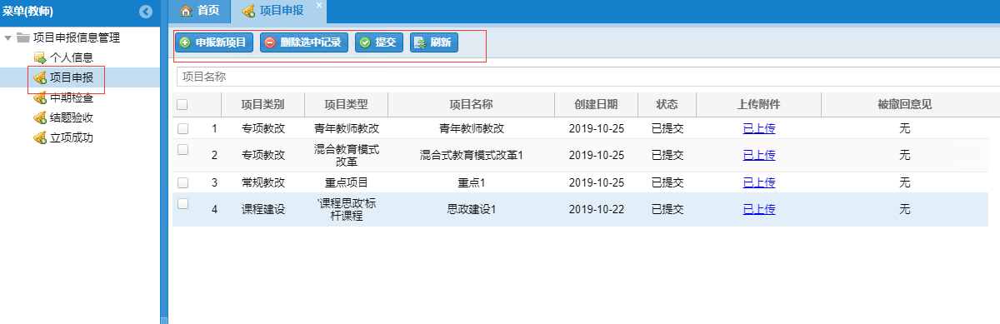 菜单(教师)
首页
项目申报
项目申报信息管理
个人信息
项目申报
中期检查
结题验收
立项成功
申报新项目 删除选中记录 提交 刷新
项目名称
项目类别 项目类型 项目名称 创建日期 状态 上传附件 被撤回意见
1 专项教改 青年教师教改 青年教师教改 2019-10-25 已提交 已上传 无
2 专项教改 混合教育模式 混合式教育模式改革1 2019-10-25 已提交 已上传 无
改革
3 常规教改 重点项目 重点1 2019-10-25 已提交 已上传 无
4 课程建设 '课程思政'标 思政建设1 2019-10-22 已提交 已上传 无
杆课程